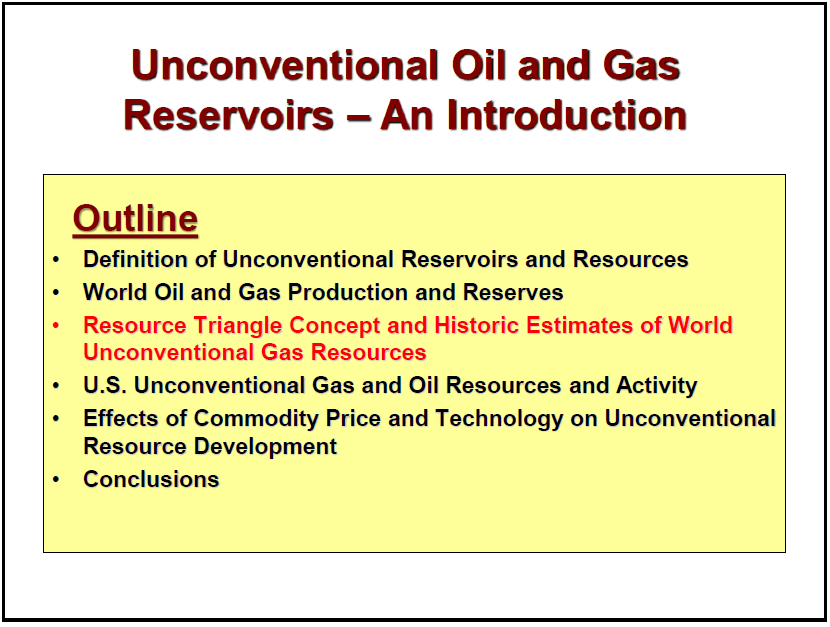 Unconventional Oil and Gas
Reservoirs – An Introduction
Outline
• Definition of Unconventional Reservoirs and Resources
• World Oil and Gas Production and Reserves
• Resource Triangle Concept and Historic Estimates of World
Unconventional Gas Resources
• U.S. Unconventional Gas and Oil Resources and Activity
• Effects of Commodity Price and Technology on Unconventional
Resource Development
• Conclusions